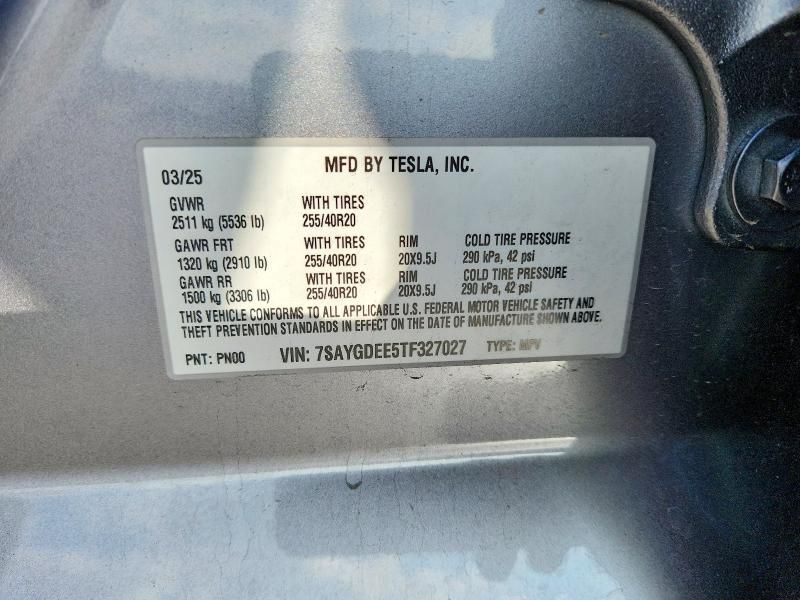 MFD BY TESLA, INC.
03/25
GVWR WITH TIRES
2511 kg (5536 lb) 255/40R20
GAWR FRT WITH TIRES RIM COLD TIRE PRESSURE
1320 kg (2910 lb) 255/40R20 20X9.5J 290 kPa, 42 psi
GAWR RR WITH TIRES RIM COLD TIRE PRESSURE
1500 kg (3306 lb) 255/40R20 20X9.5J 290 kPa, 42 psi
THIS VEHICLE CONFORMS TO ALL APPLICABLE U.S. FEDERAL MOTOR VEHICLE SAFETY AND
THEFT PREVENTION STANDARDS IN EFFECT ON THE DATE OF MANUFACTURE SHOWN ABOVE.
PNT: PN00 VIN: 7SAYGDEE5TF327027 TYPE: MPV